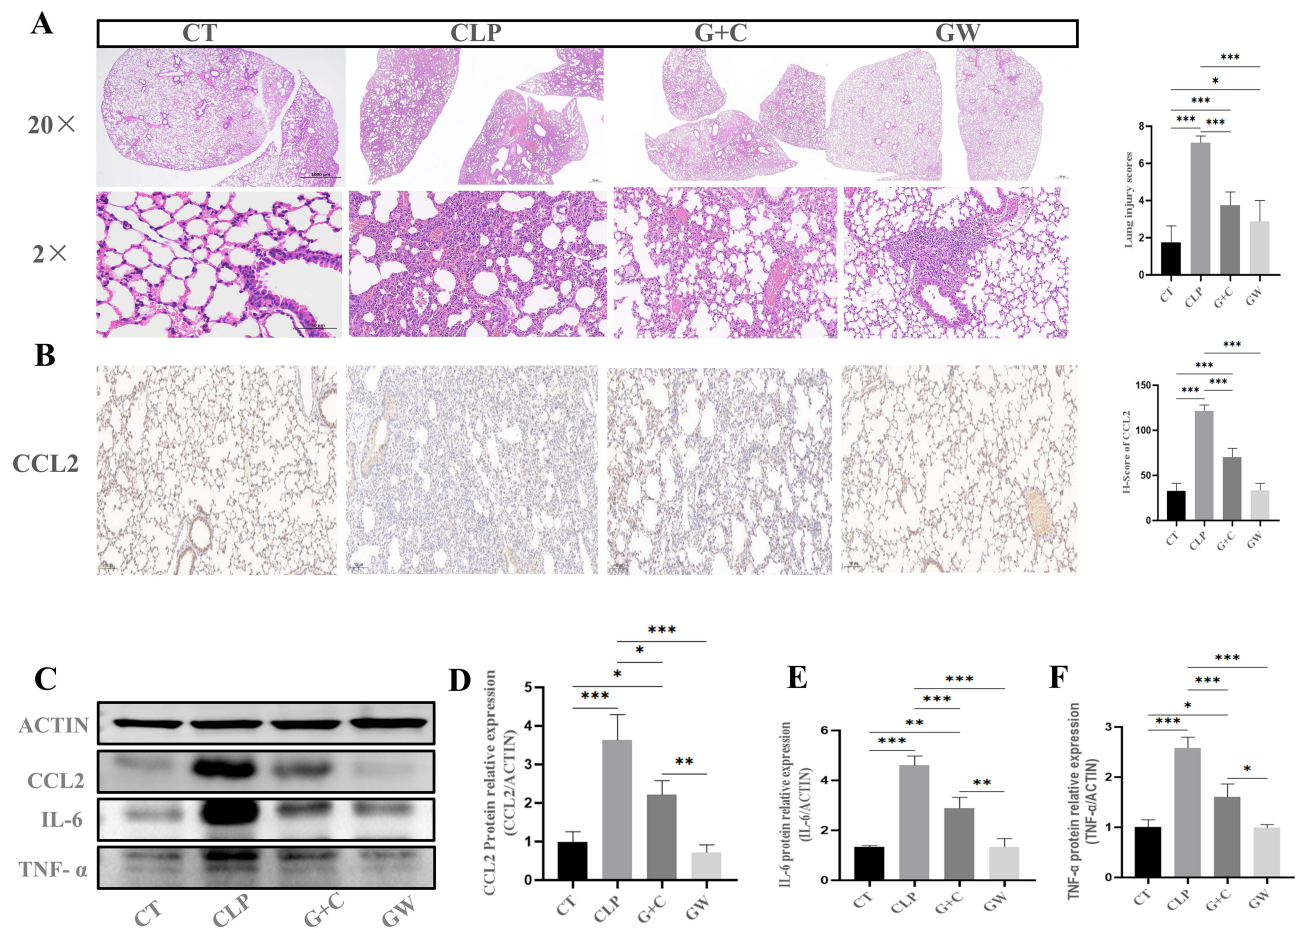 A
CT CLP G+C GW
20×
1000 μm
2×
***
*
***
*** ***
Lung injury scores
8
6
4
2
0
CT CLP G+C GW
B
CCL2
***
***
*** ***
H-Score of CCL2
150
100
50
0
CT CLP G+C GW
C
ACTIN
CCL2
IL-6
TNF- α
CT CLP G+C GW
D
***
*
*
***
**
CCL2 Protein relative expression
(CCL2/ACTIN)
5
4
3
2
1
0
CT CLP G+C GW
E
***
***
**
***
**
IL-6 protein relative expression
(IL-6/ACTIN)
6
4
2
0
CT CLP G+C GW
F
***
***
*
***
*
TNF-α protein relative expression
(TNF-α/ACTIN)
3
2
1
0
CT CLP G+C GW